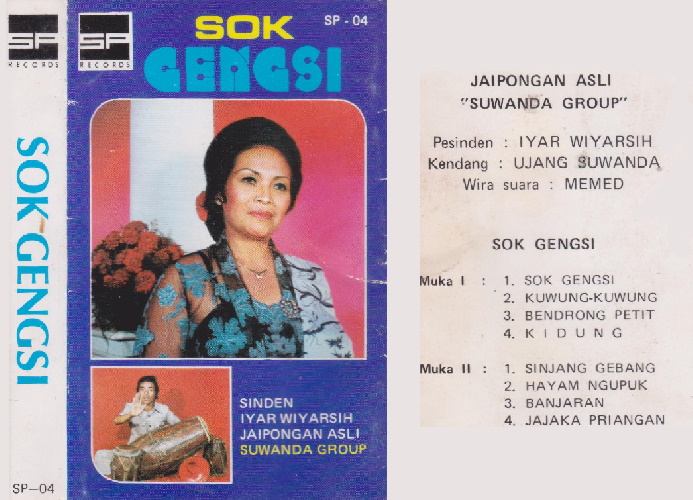 SP
RECORDS
SOK GENGSI
SP—04
SP
RECORDS
SP - 04
SOK
GENGSI
SINDEN
IYAR WIYARSIH
JAIPONGAN ASLI
SUWANDA GROUP
JAIPONGAN ASLI
"SUWANDA GROUP"
Pesinden : IYAR WIYARSIH
Kendang : UJANG SUWANDA
Wira suara : MEMED
SOK GENGSI
Muka I : 1. SOK GENGSI
2. KUWUNG-KUWUNG
3. BENDRONG PETIT
4. K I D U N G
Muka II : 1. SINJANG GEBANG
2. HAYAM NGUPUK
3. BANJARAN
4. JAJAKA PRIANGAN